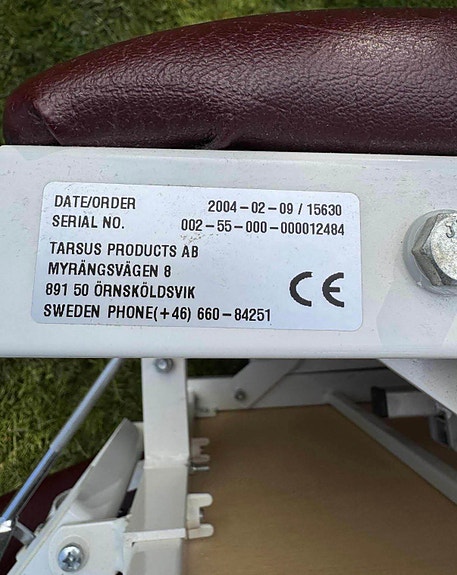 DATE/ORDER 2004-02-09 / 15630
SERIAL NO. 002-55-000-000012484
TARSUS PRODUCTS AB
MYRÄNGSVÄGEN 8
891 50 ÖRNSKÖLDSVIK
SWEDEN PHONE(+46) 660-84251
CE